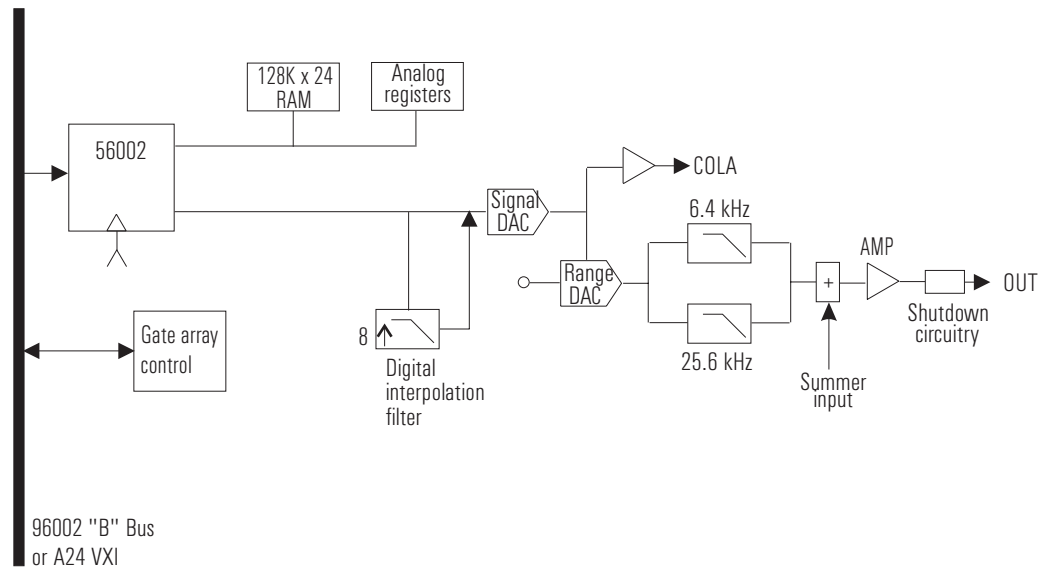 128K x 24
RAM
Analog
registers
56002
Signal
DAC
COLA
6.4 kHz
Range
DAC
AMP
+
OUT
Shutdown
circuitry
25.6 kHz
Summer
input
8
Digital
interpolation
filter
Gate array
control
96002 "B" Bus
or A24 VXI